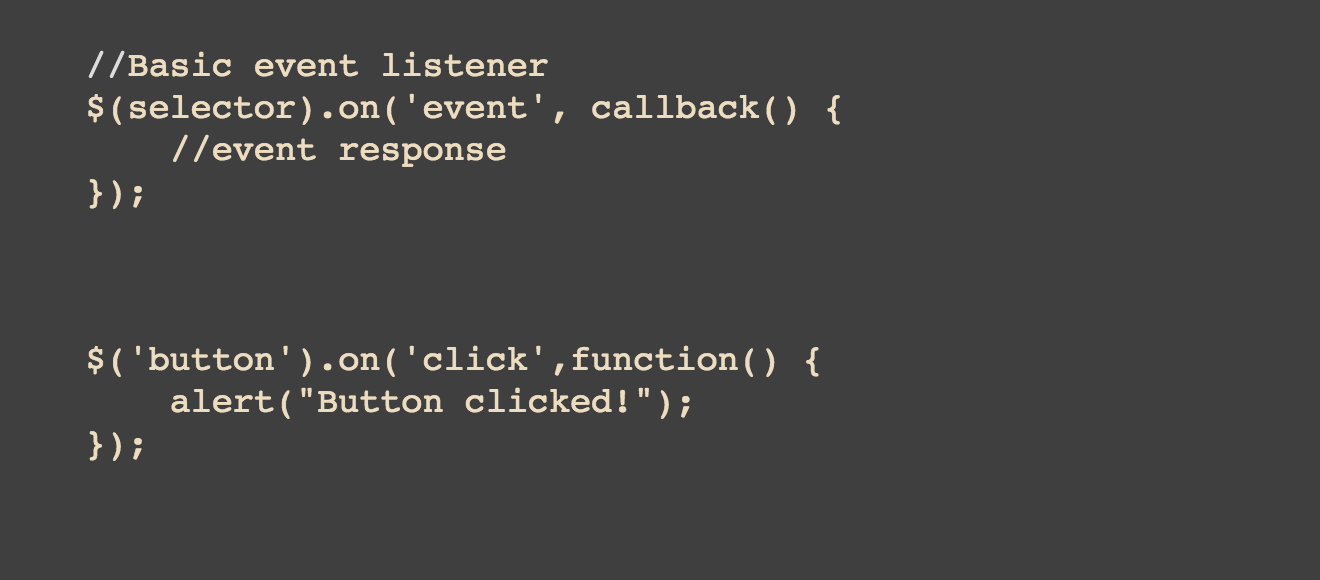 //Basic event listener
$(selector).on('event', callback() {
    //event response
});
$('button').on('click',function() {
    alert("Button clicked!");
});